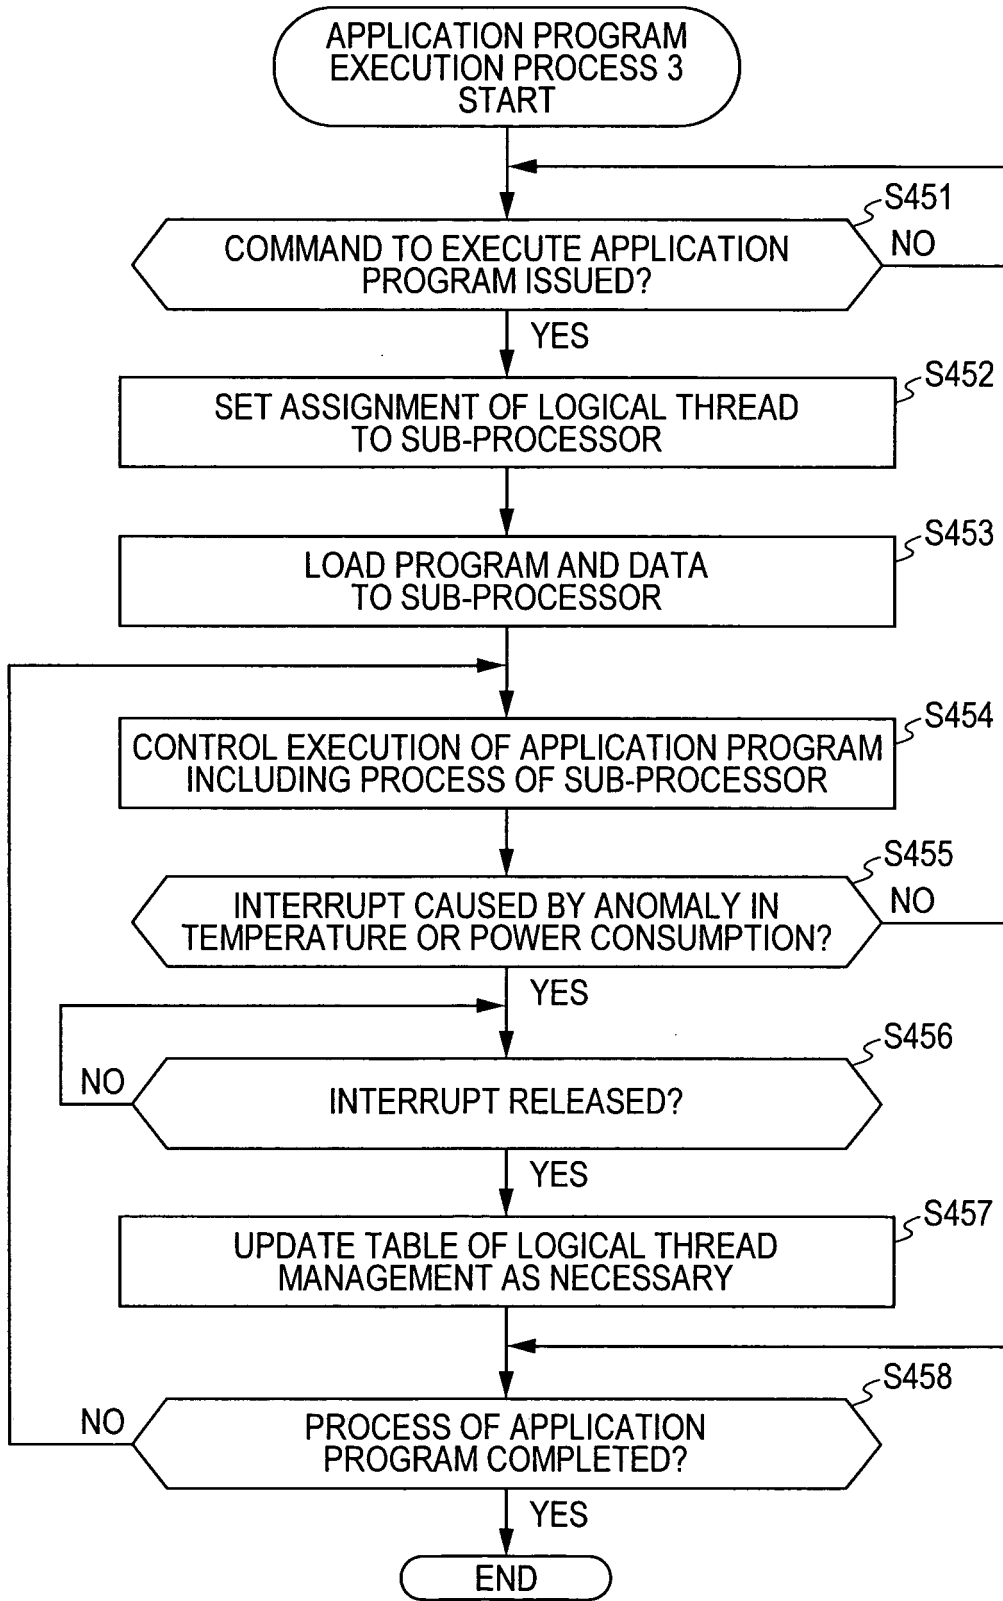 APPLICATION PROGRAM
EXECUTION PROCESS 3
START
S451
COMMAND TO EXECUTE APPLICATION
PROGRAM ISSUED?
NO
YES
S452
SET ASSIGNMENT OF LOGICAL THREAD
TO SUB-PROCESSOR
S453
LOAD PROGRAM AND DATA
TO SUB-PROCESSOR
S454
CONTROL EXECUTION OF APPLICATION PROGRAM
INCLUDING PROCESS OF SUB-PROCESSOR
S455
INTERRUPT CAUSED BY ANOMALY IN
TEMPERATURE OR POWER CONSUMPTION?
NO
YES
S456
NO
INTERRUPT RELEASED?
YES
S457
UPDATE TABLE OF LOGICAL THREAD
MANAGEMENT AS NECESSARY
S458
NO
PROCESS OF APPLICATION
PROGRAM COMPLETED?
YES
END